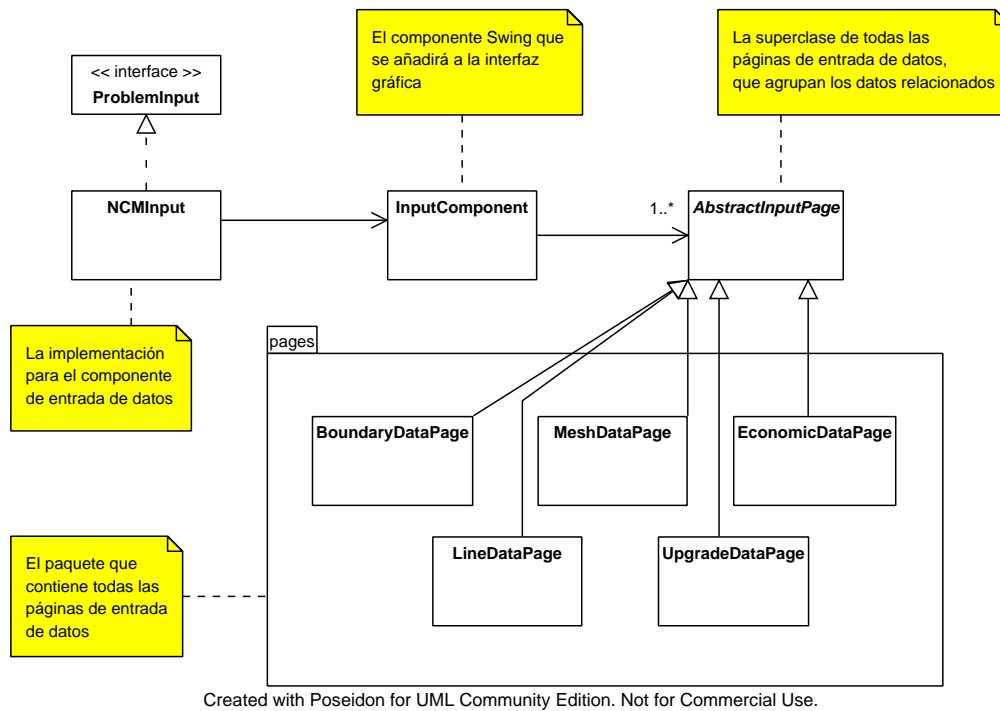 El componente Swing que
se añadirá a la interfaz
gráfica
La superclase de todas las
páginas de entrada de datos,
que agrupan los datos relacionados
<< interface >>
ProblemInput
NCMInput
InputComponent
1..*
AbstractInputPage
La implementación
para el componente
de entrada de datos
pages
BoundaryDataPage
MeshDataPage
EconomicDataPage
LineDataPage
UpgradeDataPage
El paquete que
contiene todas las
páginas de entrada
de datos
Created with Poseidon for UML Community Edition. Not for Commercial Use.